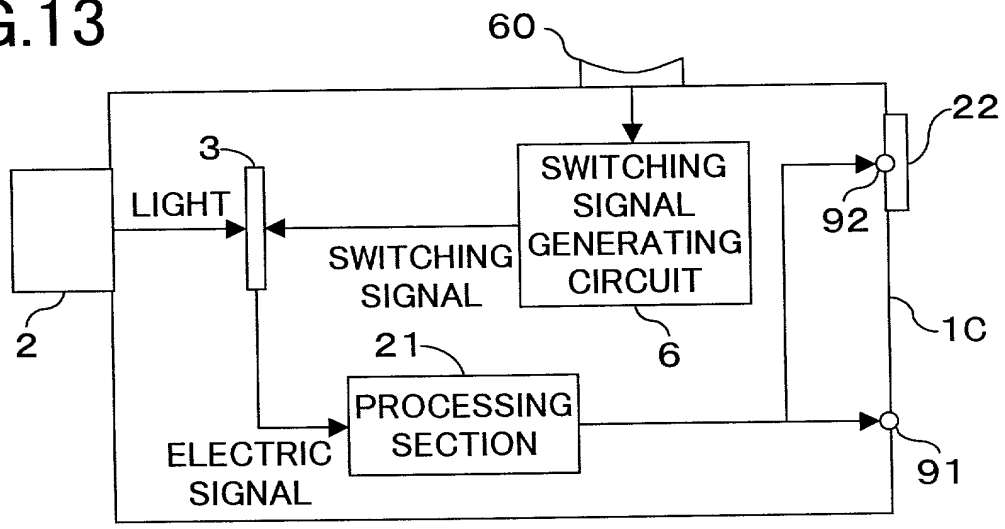 G.13
60
22
3
SWITCHING
SIGNAL
GENERATING
CIRCUIT
LIGHT
92
SWITCHING
SIGNAL
2
6
1C
21
PROCESSING
SECTION
ELECTRIC
SIGNAL
91